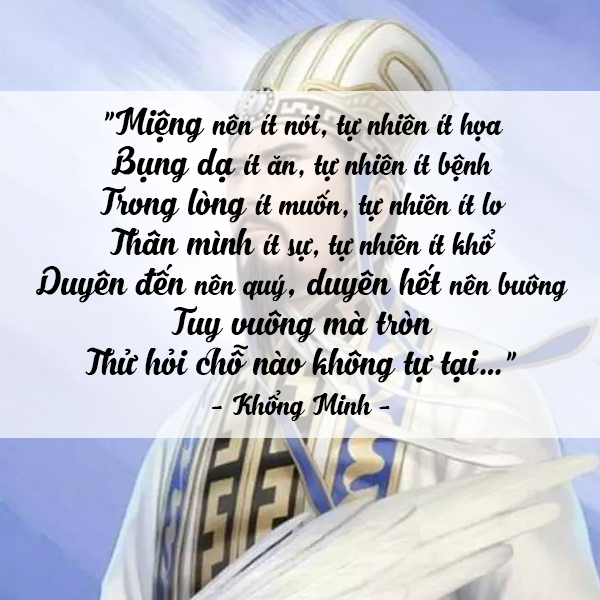 "Miệng nên ít nói, tự nhiên ít họa
Bụng dạ ít ăn, tự nhiên ít bệnh
Trong lòng ít muốn, tự nhiên ít lo
Thân mình ít sự, tự nhiên ít khổ
Duyên đến nên quý, duyên hết nên buông
Tuy vuông mà tròn
Thử hỏi chỗ nào không tự tại..."
- Khổng Minh -